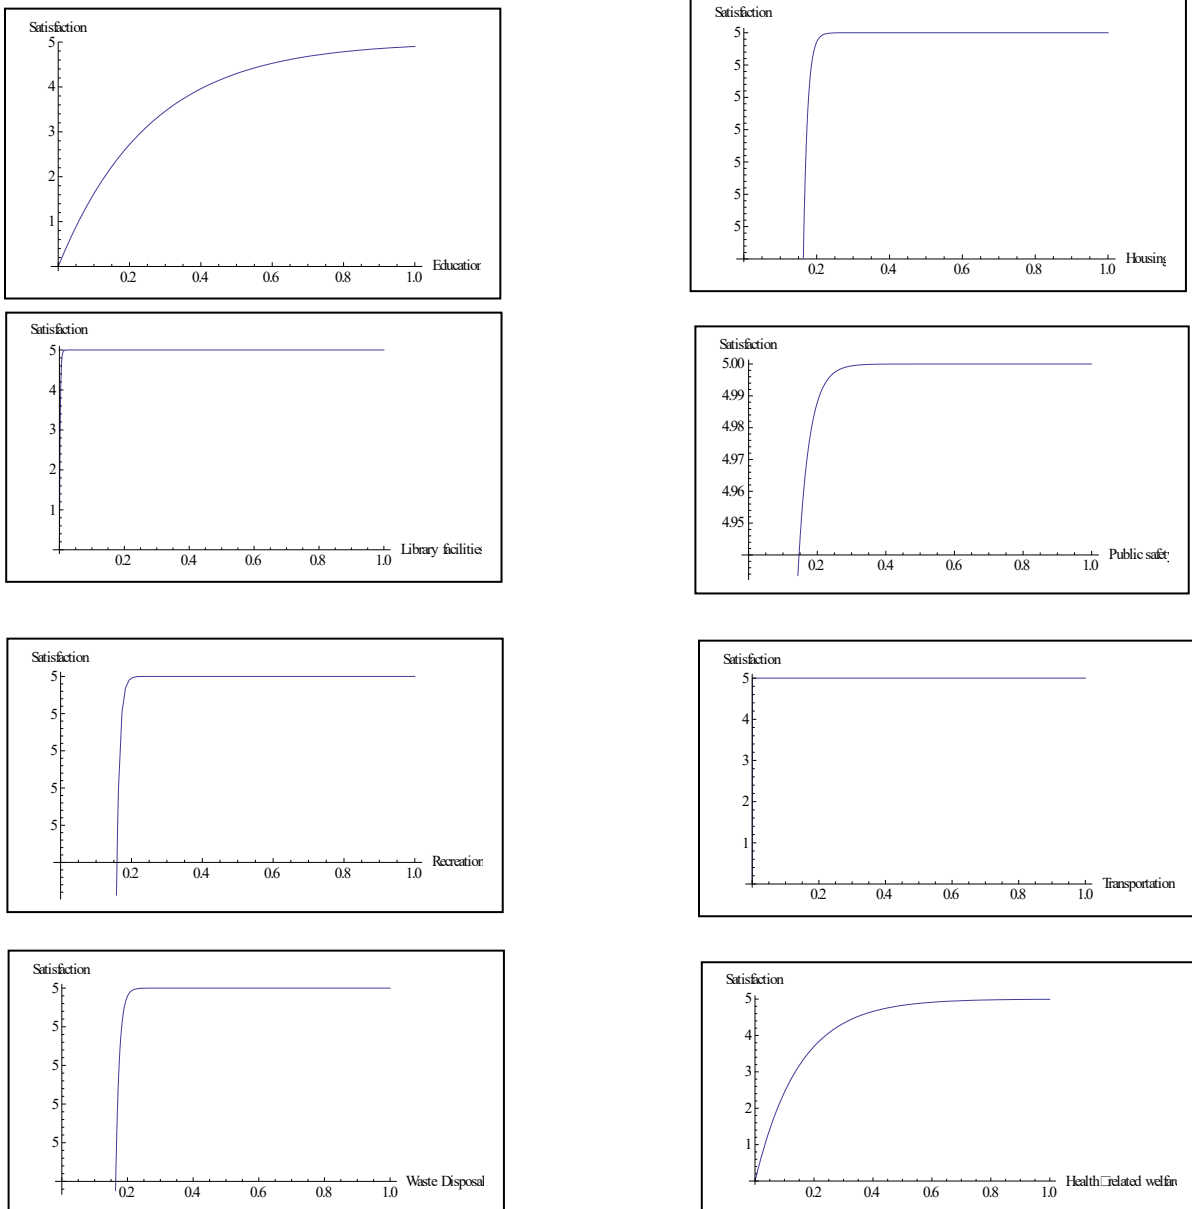 Satisfaction
5
4
3
2
1
0.2 0.4 0.6 0.8 1.0
Education
Satisfaction
5
5
5
5
5
5
5
0.2 0.4 0.6 0.8 1.0
Housing
Satisfaction
5
4
3
2
1
0.2 0.4 0.6 0.8 1.0
Library facilities
Satisfaction
5.00
4.99
4.98
4.97
4.96
4.95
0.2 0.4 0.6 0.8 1.0
Public safety
Satisfaction
5
5
5
5
5
0.2 0.4 0.6 0.8 1.0
Recreation
Satisfaction
5
4
3
2
1
0.2 0.4 0.6 0.8 1.0
Transportation
Satisfaction
5
5
5
5
5
0.2 0.4 0.6 0.8 1.0
Waste Disposal
Satisfaction
5
4
3
2
1
0.2 0.4 0.6 0.8 1.0
Health□related welfare